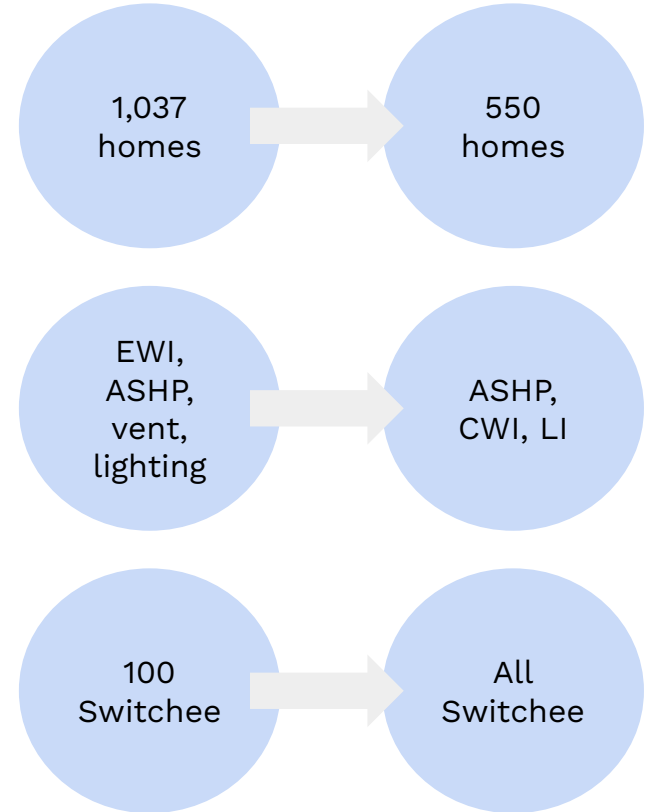 1,037
homes
550
homes
EWI,
ASHP,
vent,
lighting
ASHP,
CWI, LI
100
Switchee
All
Switchee